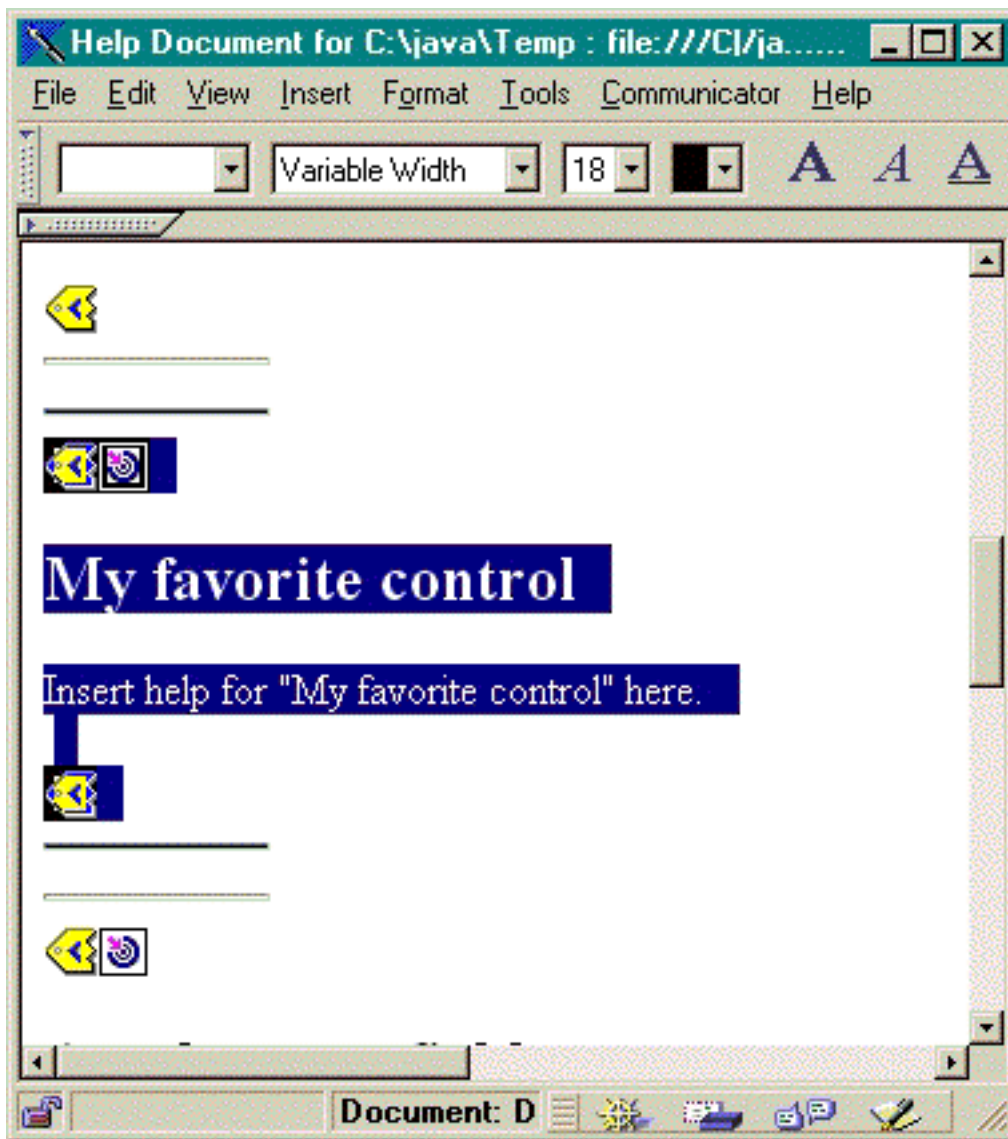 Help Document for C:\java\Temp : file:///C|/ja......
File Edit View Insert Format Tools Communicator Help
Variable Width 18 A A A
My favorite control
Insert help for "My favorite control" here.
Document: D